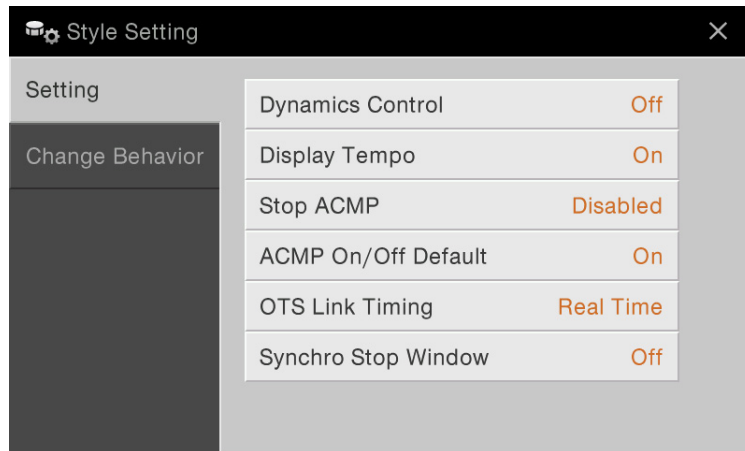 Style Setting
Setting
Change Behavior
Dynamics Control Off
Display Tempo On
Stop ACMP Disabled
ACMP On/Off Default On
OTS Link Timing Real Time
Synchro Stop Window Off